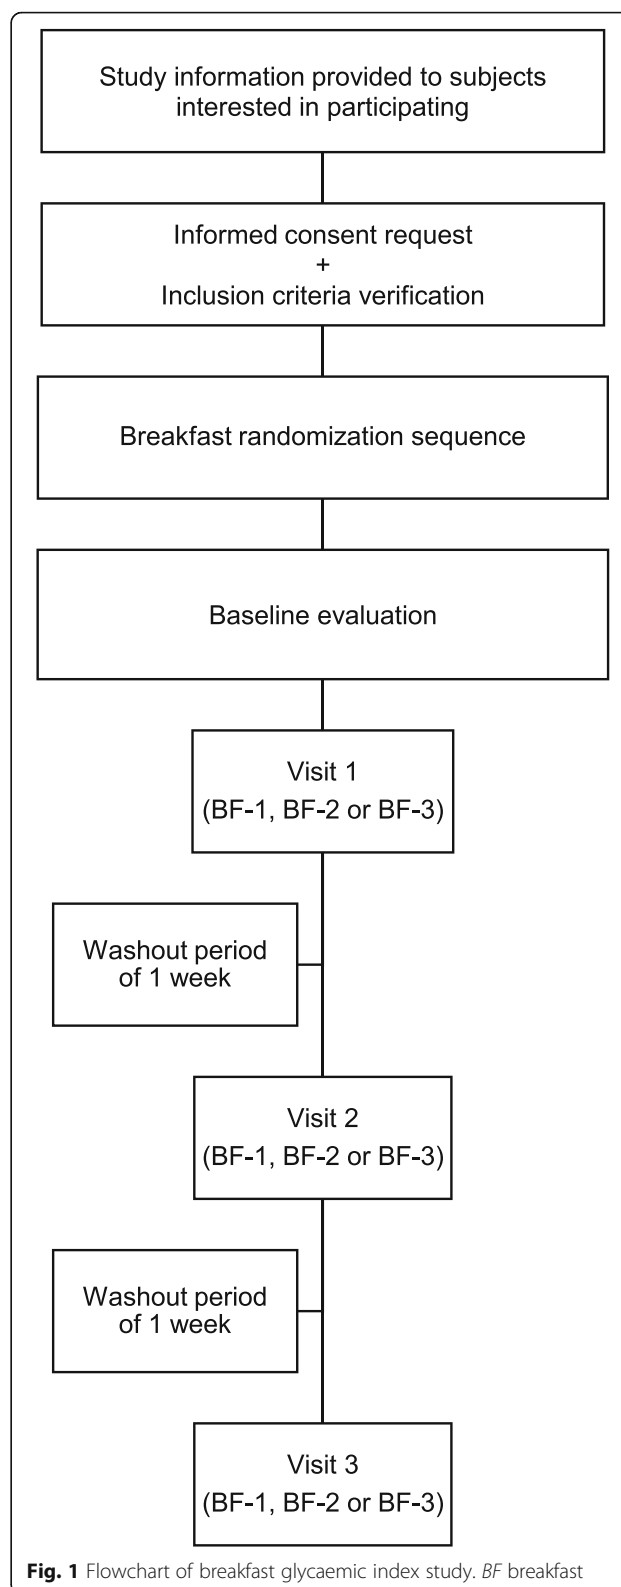 Study information provided to subjects
interested in participating
Informed consent request
+
Inclusion criteria verification
Breakfast randomization sequence
Baseline evaluation
Visit 1
(BF-1, BF-2 or BF-3)
Washout period
of 1 week
Visit 2
(BF-1, BF-2 or BF-3)
Washout period
of 1 week
Visit 3
(BF-1, BF-2 or BF-3)
Fig. 1 Flowchart of breakfast glycaemic index study. BF breakfast